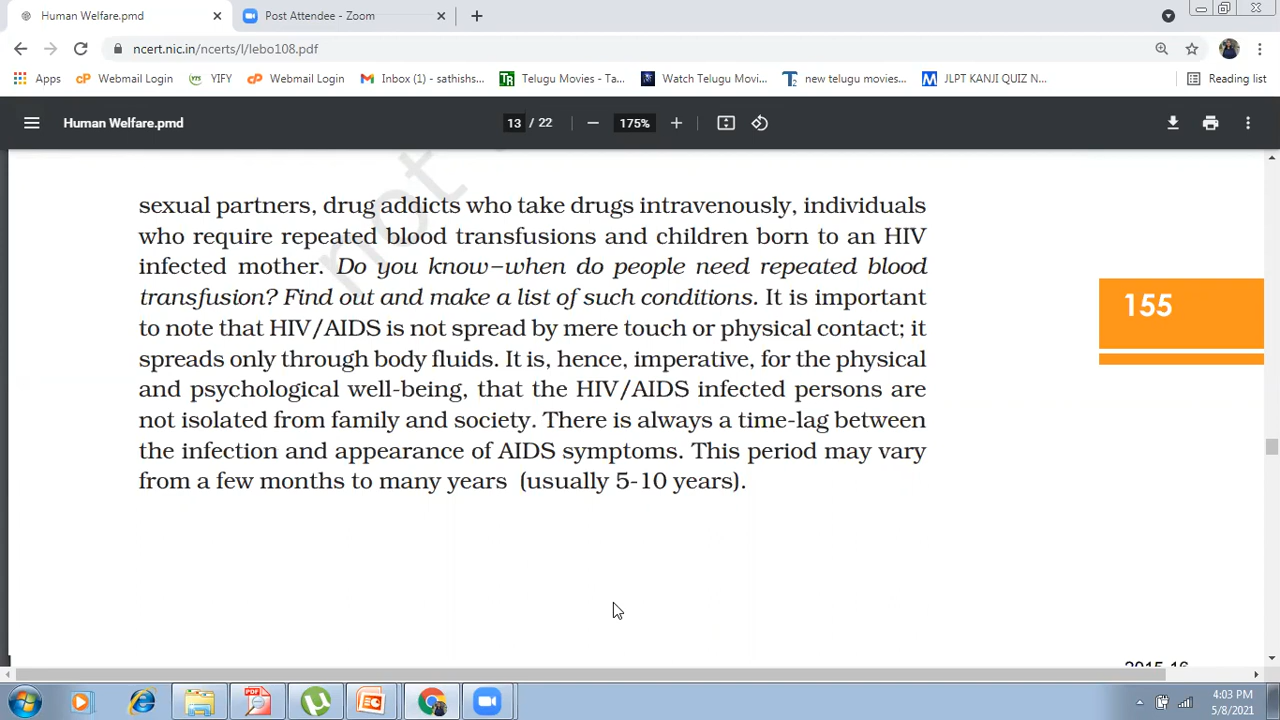 Human Welfare.pmd
Post Attendee - Zoom
ncert.nic.in/ncerts/l/lebo108.pdf
Apps
Webmail Login
YIFY
Webmail Login
Inbox (1) - sathishs...
Telugu Movies - Ta...
Watch Telugu Movi...
new telugu movies...
JLPT KANJI QUIZ N...
Reading list
Human Welfare.pmd
13 / 22
175%
not
sexual partners, drug addicts who take drugs intravenously, individuals
who require repeated blood transfusions and children born to an HIV
infected mother. Do you know–when do people need repeated blood
transfusion? Find out and make a list of such conditions. It is important
to note that HIV/AIDS is not spread by mere touch or physical contact; it
spreads only through body fluids. It is, hence, imperative, for the physical
and psychological well-being, that the HIV/AIDS infected persons are
not isolated from family and society. There is always a time-lag between
the infection and appearance of AIDS symptoms. This period may vary
from a few months to many years (usually 5-10 years).
155
2015-16
4:03 PM
5/8/2021